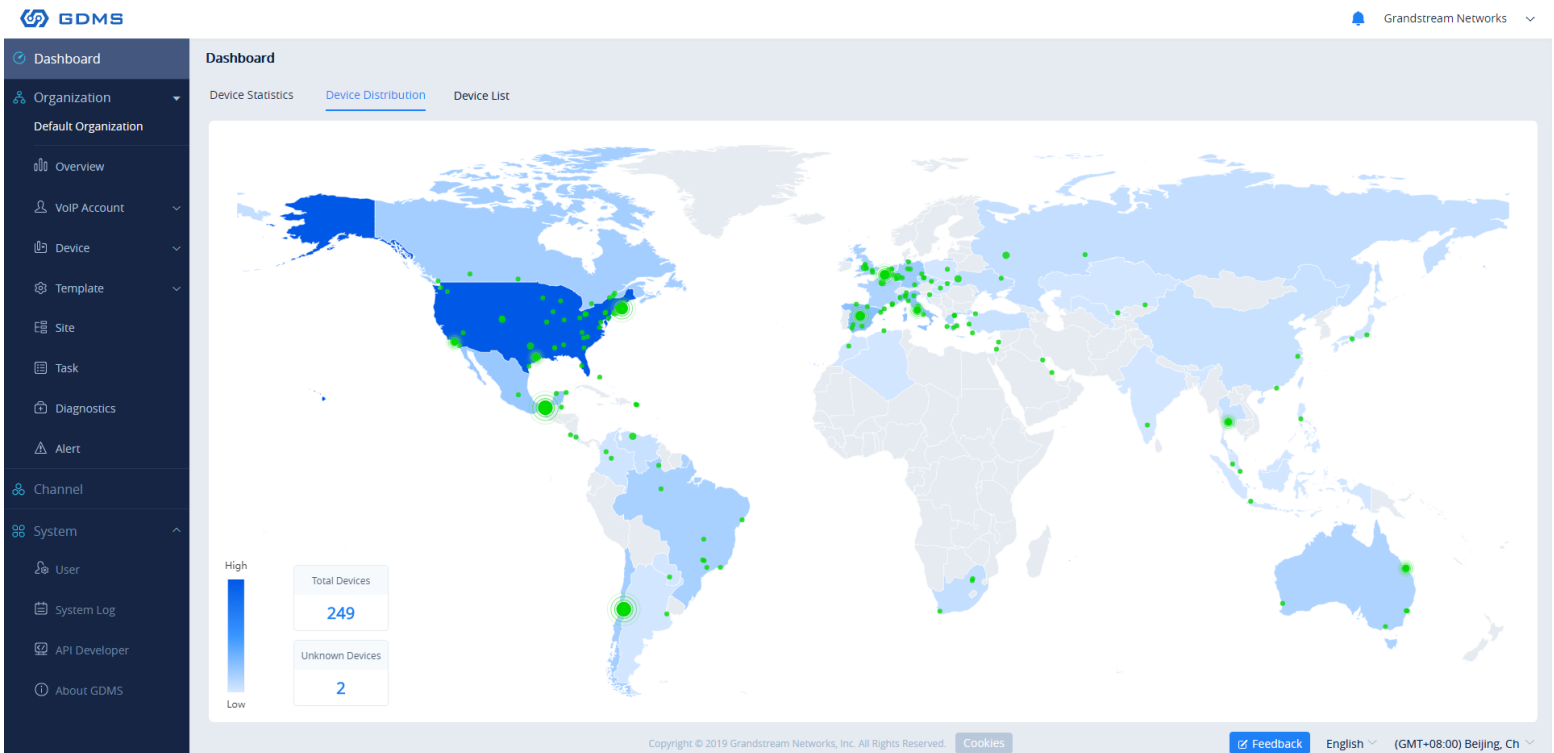 GDMS
Grandstream Networks
Dashboard
Organization
Default Organization
Overview
VoIP Account
Device
Template
Site
Task
Diagnostics
Alert
Channel
System
User
System Log
API Developer
About GDMS
Dashboard
Device Statistics Device Distribution Device List
High
Low
Total Devices
249
Unknown Devices
2
Copyright © 2019 Grandstream Networks, Inc. All Rights Reserved. Cookies
Feedback English (GMT+08:00) Beijing, Ch